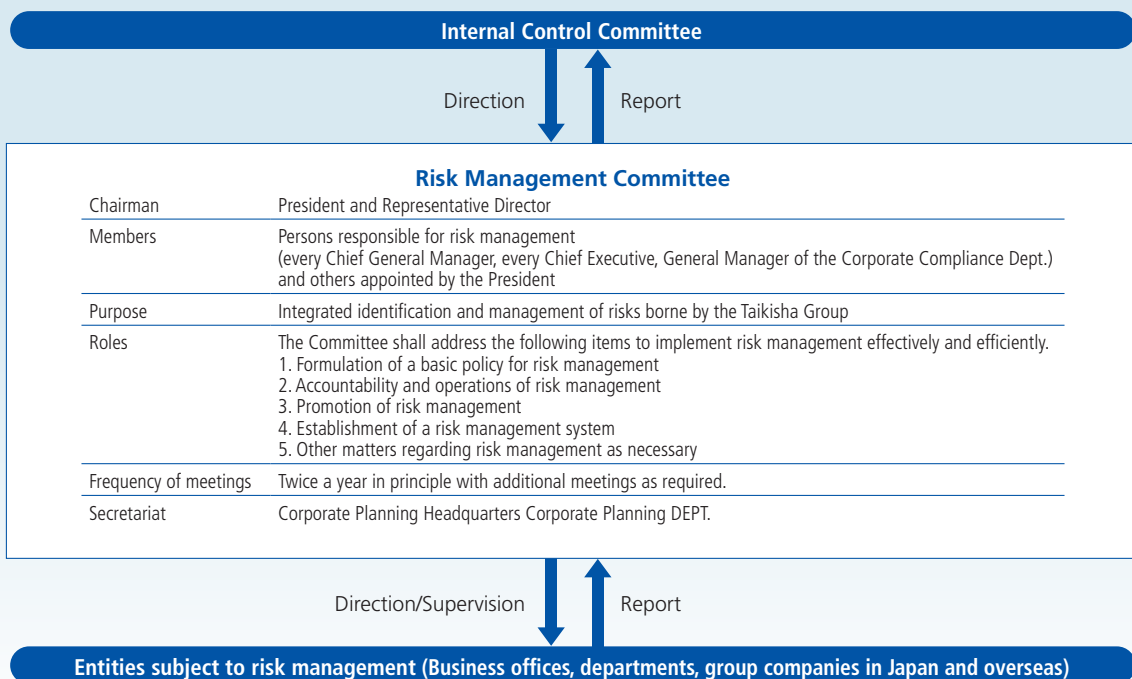 Internal Control Committee
Direction
Report
Risk Management Committee
Chairman President and Representative Director
Members Persons responsible for risk management
(every Chief General Manager, every Chief Executive, General Manager of the Corporate Compliance Dept.)
and others appointed by the President
Purpose Integrated identification and management of risks borne by the Taikisha Group
Roles The Committee shall address the following items to implement risk management effectively and efficiently.
1. Formulation of a basic policy for risk management
2. Accountability and operations of risk management
3. Promotion of risk management
4. Establishment of a risk management system
5. Other matters regarding risk management as necessary
Frequency of meetings Twice a year in principle with additional meetings as required.
Secretariat Corporate Planning Headquarters Corporate Planning DEPT.
Direction/Supervision
Report
Entities subject to risk management (Business offices, departments, group companies in Japan and overseas)